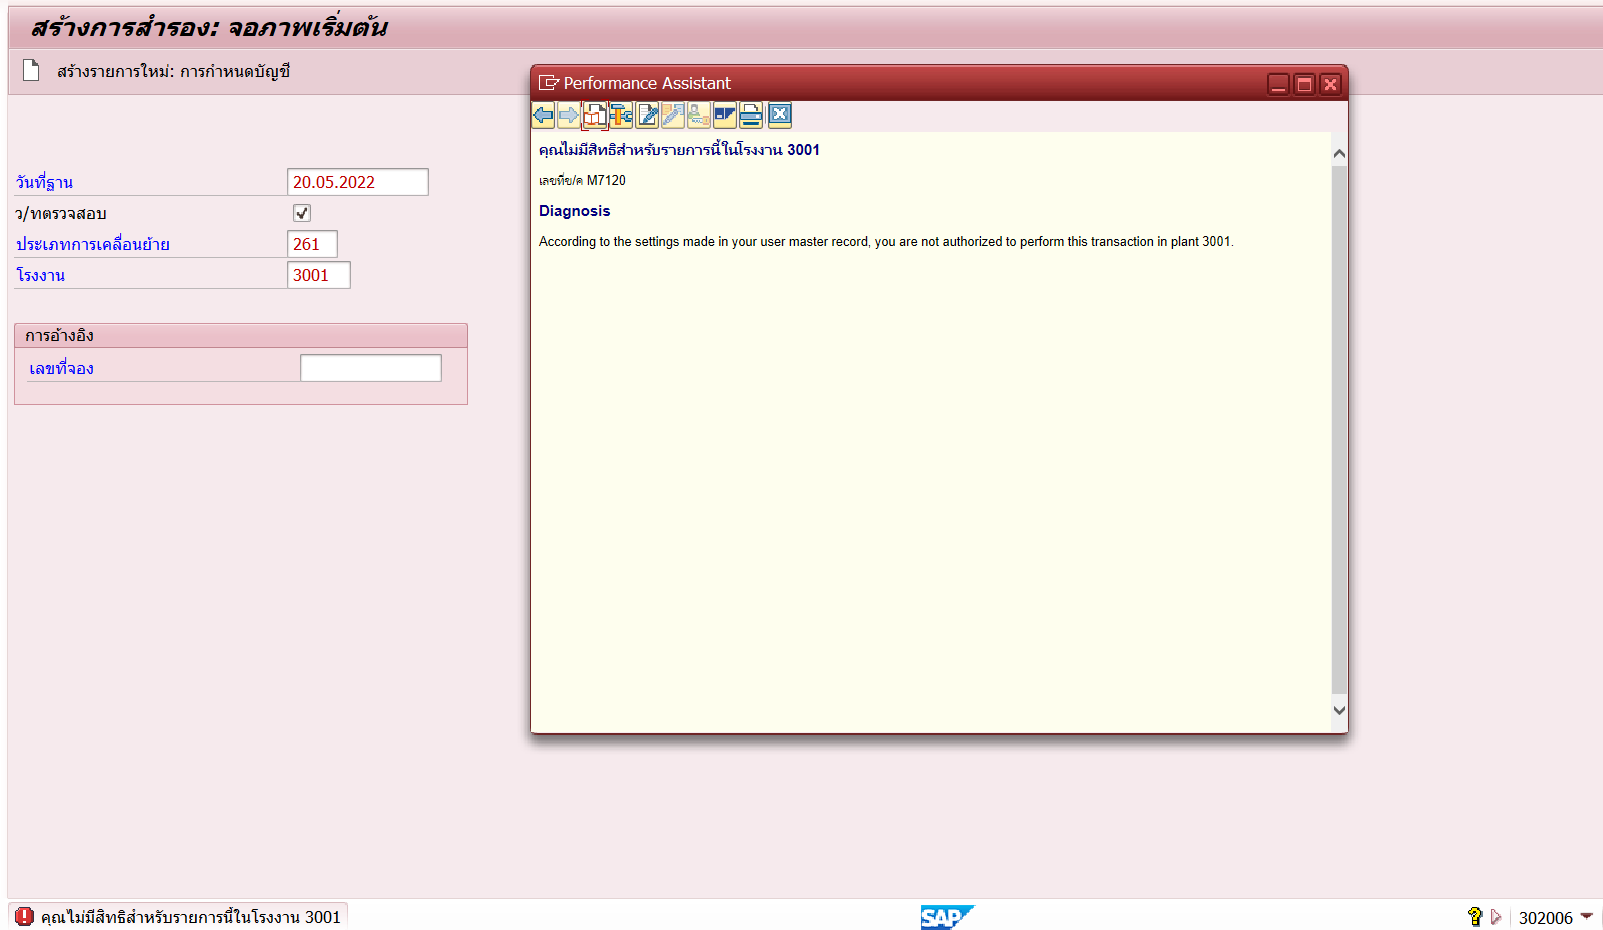 สร้างการสำรอง: จอภาพเริ่มต้น
สร้างรายการใหม่: การกำหนดบัญชี
วันที่ฐาน 20.05.2022
ว/ทตรวจสอบ
ประเภทการเคลื่อนย้าย 261
โรงงาน 3001
การอ้างอิง
เลขที่จอง
Performance Assistant
คุณไม่มีสิทธิสำหรับรายการนี้ในโรงงาน 3001
เลขที่ข/ค M7120
Diagnosis
According to the settings made in your user master record, you are not authorized to perform this transaction in plant 3001.
คุณไม่มีสิทธิสำหรับรายการนี้ในโรงงาน 3001
SAP
302006